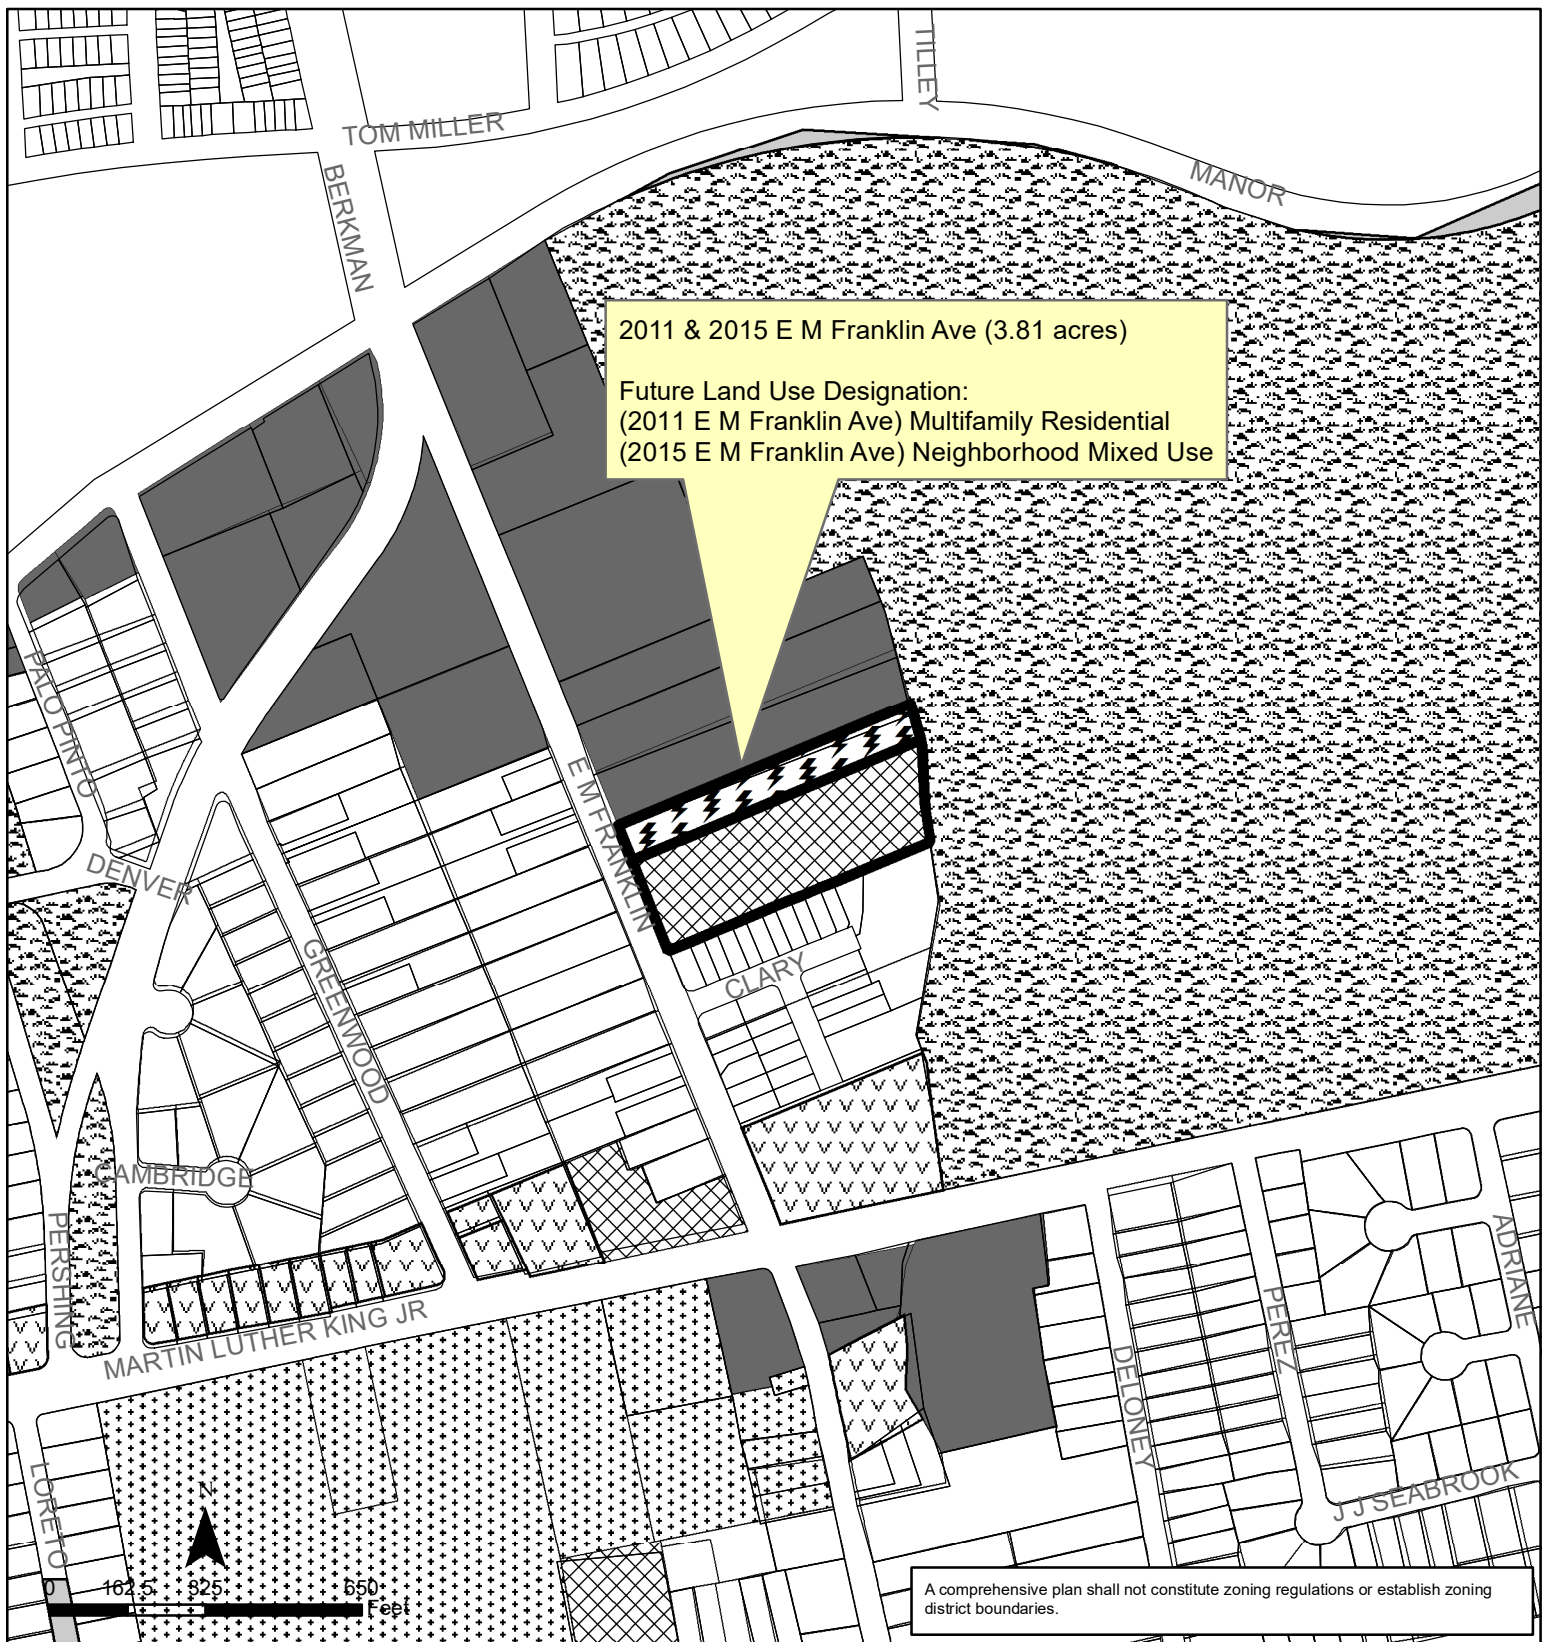 TILLEY
TOM MILLER
MANOR
BERKMAN
2011 & 2015 E M Franklin Ave (3.81 acres)
Future Land Use Designation:
(2011 E M Franklin Ave) Multifamily Residential
(2015 E M Franklin Ave) Neighborhood Mixed Use
PALO PINTO
E M FRANKLIN
DENVER
GREENWOOD
CLARY
CAMBRIDGE
PERSHING
ADRIANE
MARTIN LUTHER KING JR
PEREZ
DELONEY
LORETO
J J SEABROOK
N
0 162.5 325 650
Feet
A comprehensive plan shall not constitute zoning regulations or establish zoning
district boundaries.